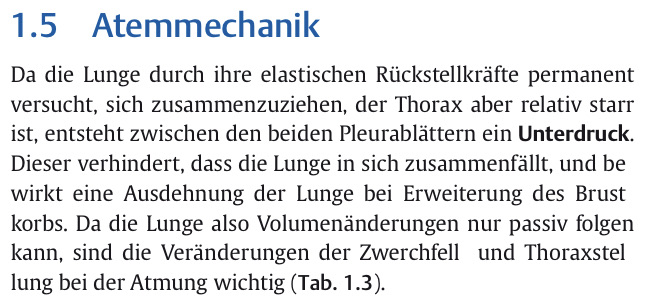 1.5 Atemmechanik
Da die Lunge durch ihre elastischen Rückstellkräfte permanent
versucht, sich zusammenzuziehen, der Thorax aber relativ starr
ist, entsteht zwischen den beiden Pleurablättern ein Unterdruck.
Dieser verhindert, dass die Lunge in sich zusammenfällt, und be
wirkt eine Ausdehnung der Lunge bei Erweiterung des Brust
korbs. Da die Lunge also Volumenänderungen nur passiv folgen
kann, sind die Veränderungen der Zwerchfell und Thoraxstel
lung bei der Atmung wichtig (Tab. 1.3).